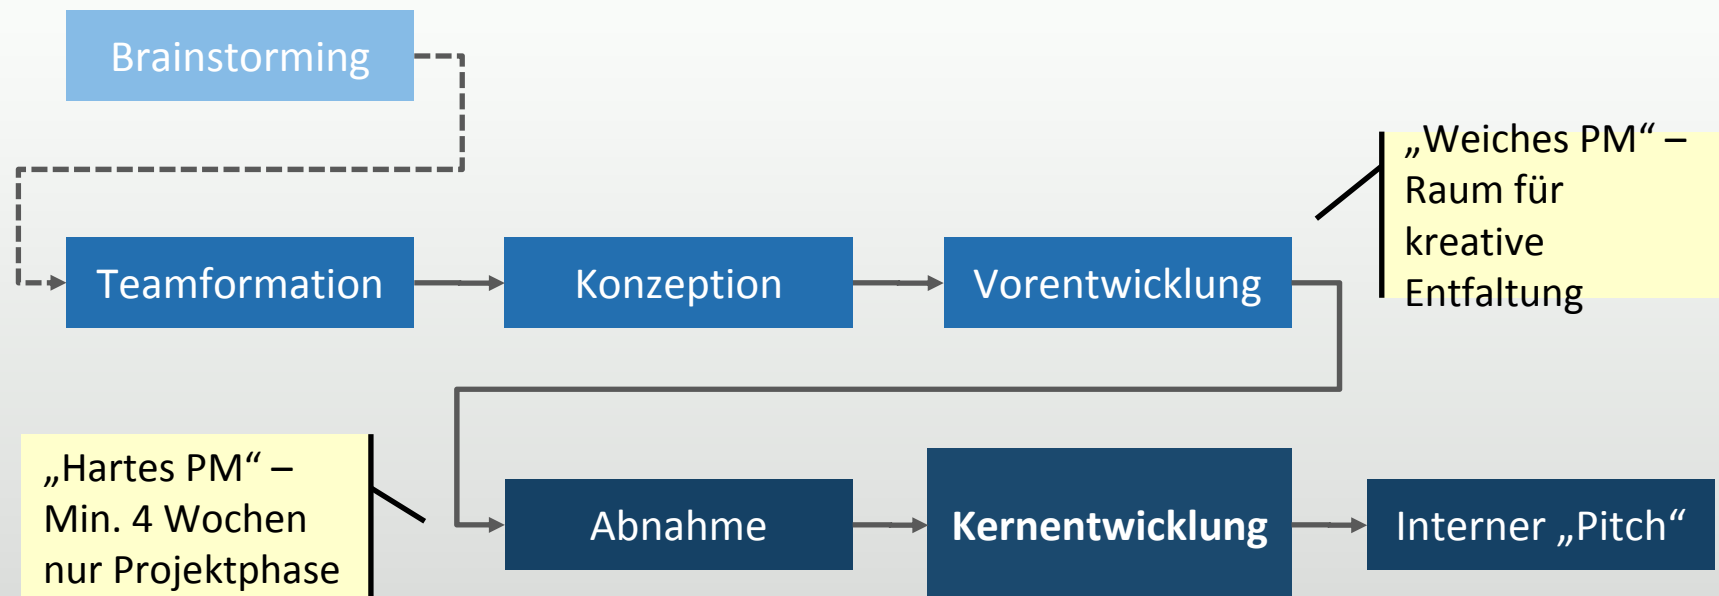 Brainstorming
„Weiches PM“ –
Raum für
kreative
Entfaltung
Teamformation
Konzeption
Vorentwicklung
„Hartes PM“ –
Min. 4 Wochen
nur Projektphase
Abnahme
Kernentwicklung
Interner „Pitch“